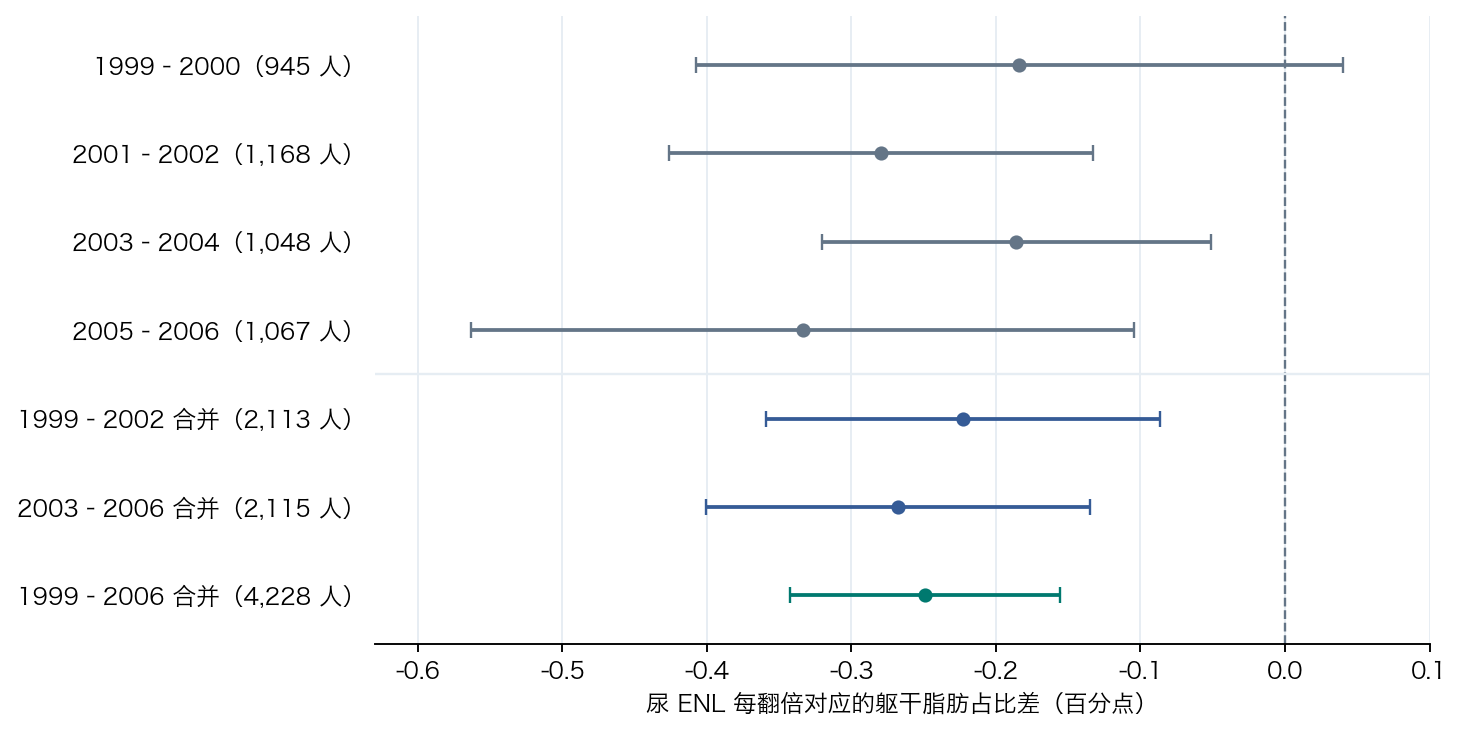 1999 - 2000（945 人）
2001 - 2002（1,168 人）
2003 - 2004（1,048 人）
2005 - 2006（1,067 人）
1999 - 2002 合并（2,113 人）
2003 - 2006 合并（2,115 人）
1999 - 2006 合并（4,228 人）
-0.6 -0.5 -0.4 -0.3 -0.2 -0.1 0.0 0.1
尿 ENL 每翻倍对应的躯干脂肪占比差（百分点）